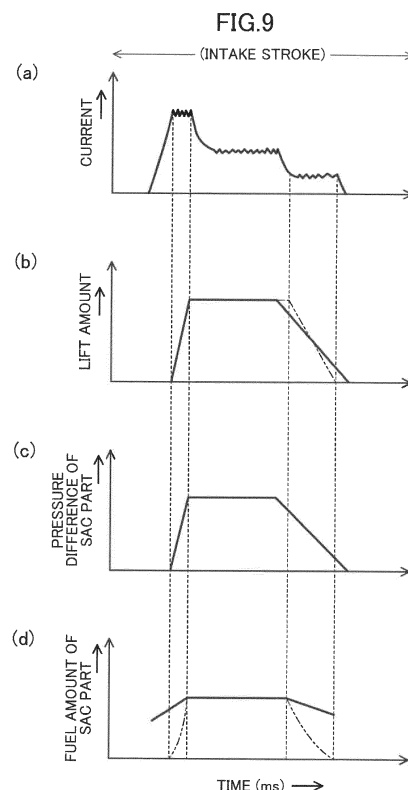 FIG.9
(INTAKE STROKE)
(a)
CURRENT
(b)
LIFT AMOUNT
(c)
PRESSURE
DIFFERENCE OF
SAC PART
(d)
FUEL AMOUNT OF
SAC PART
TIME (ms)